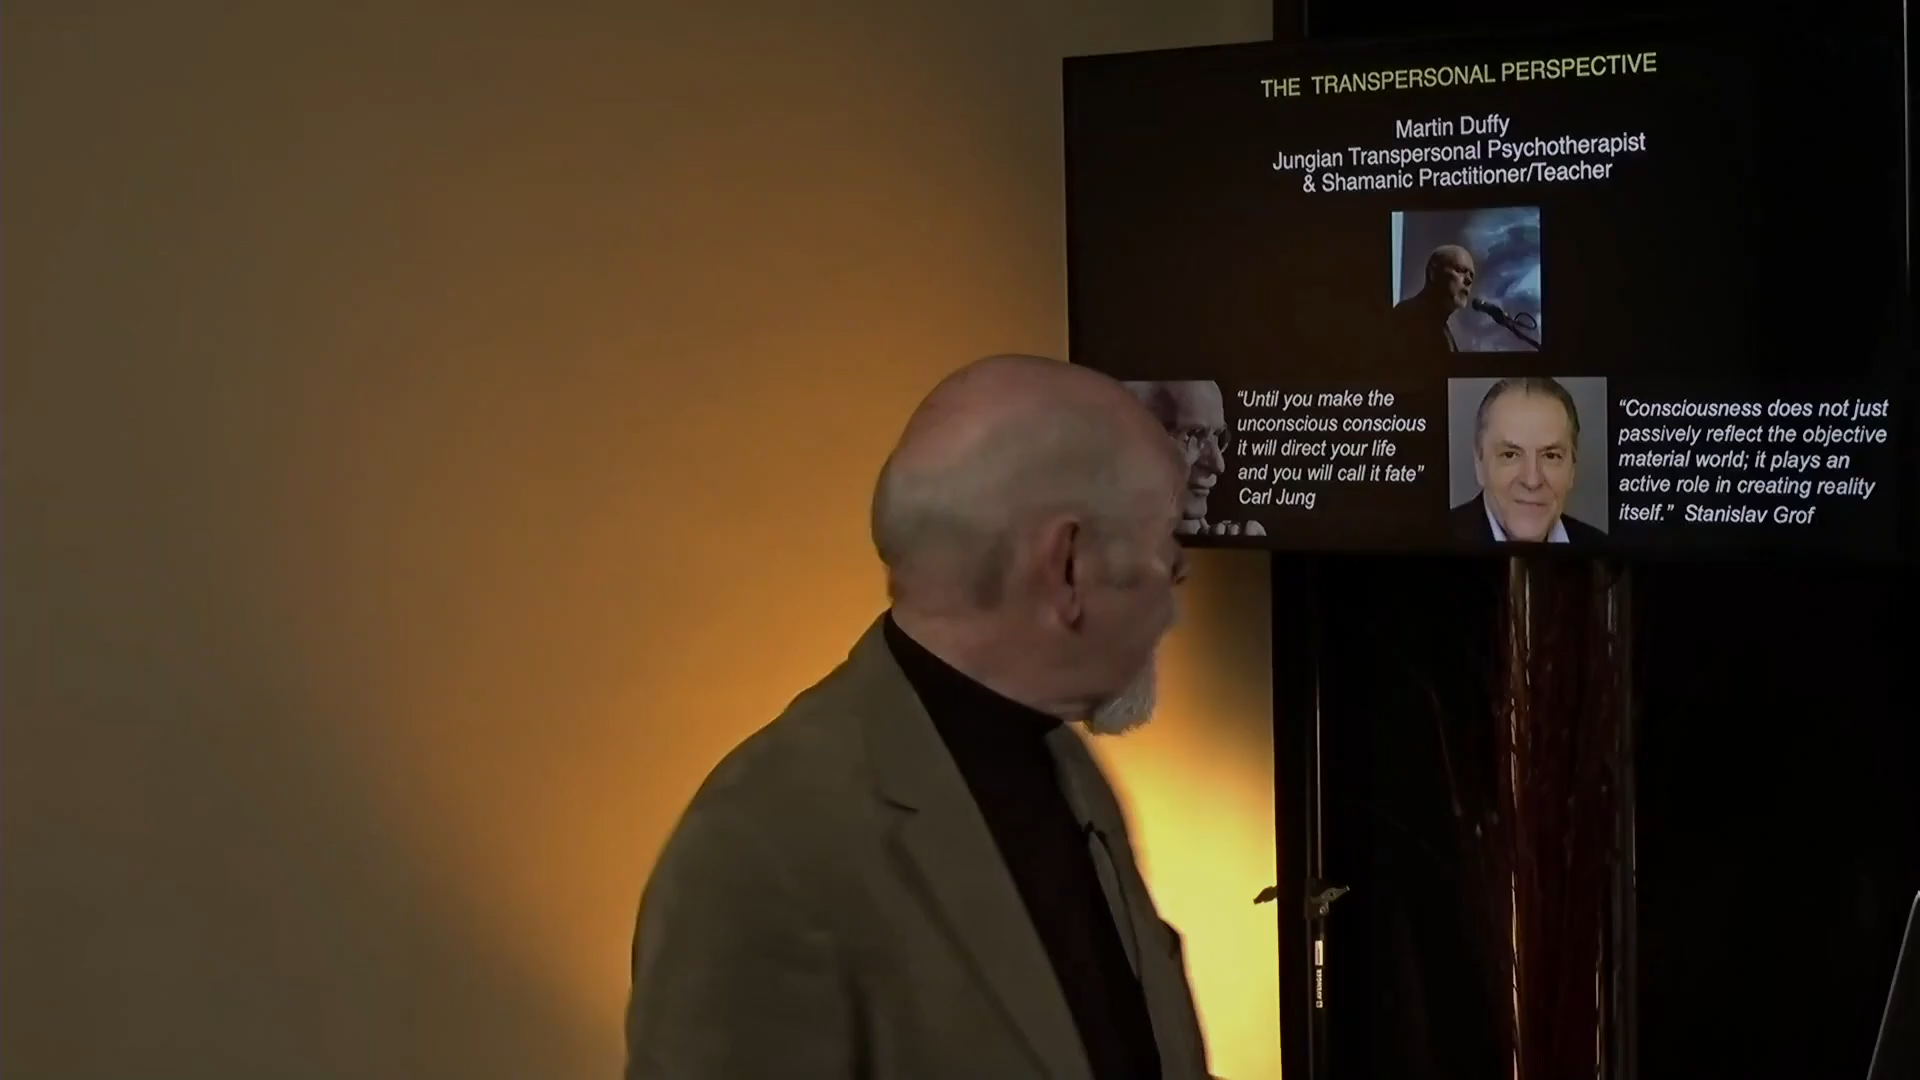 THE TRANSPERSONAL PERSPECTIVE
Martin Duffy
Jungian Transpersonal Psychotherapist
& Shamanic Practitioner/Teacher
“Until you make the
unconscious conscious
it will direct your life
and you will call it fate”
Carl Jung
“Consciousness does not just
passively reflect the objective
material world; it plays an
active role in creating reality
itself.” Stanislav Grof
AVENGER